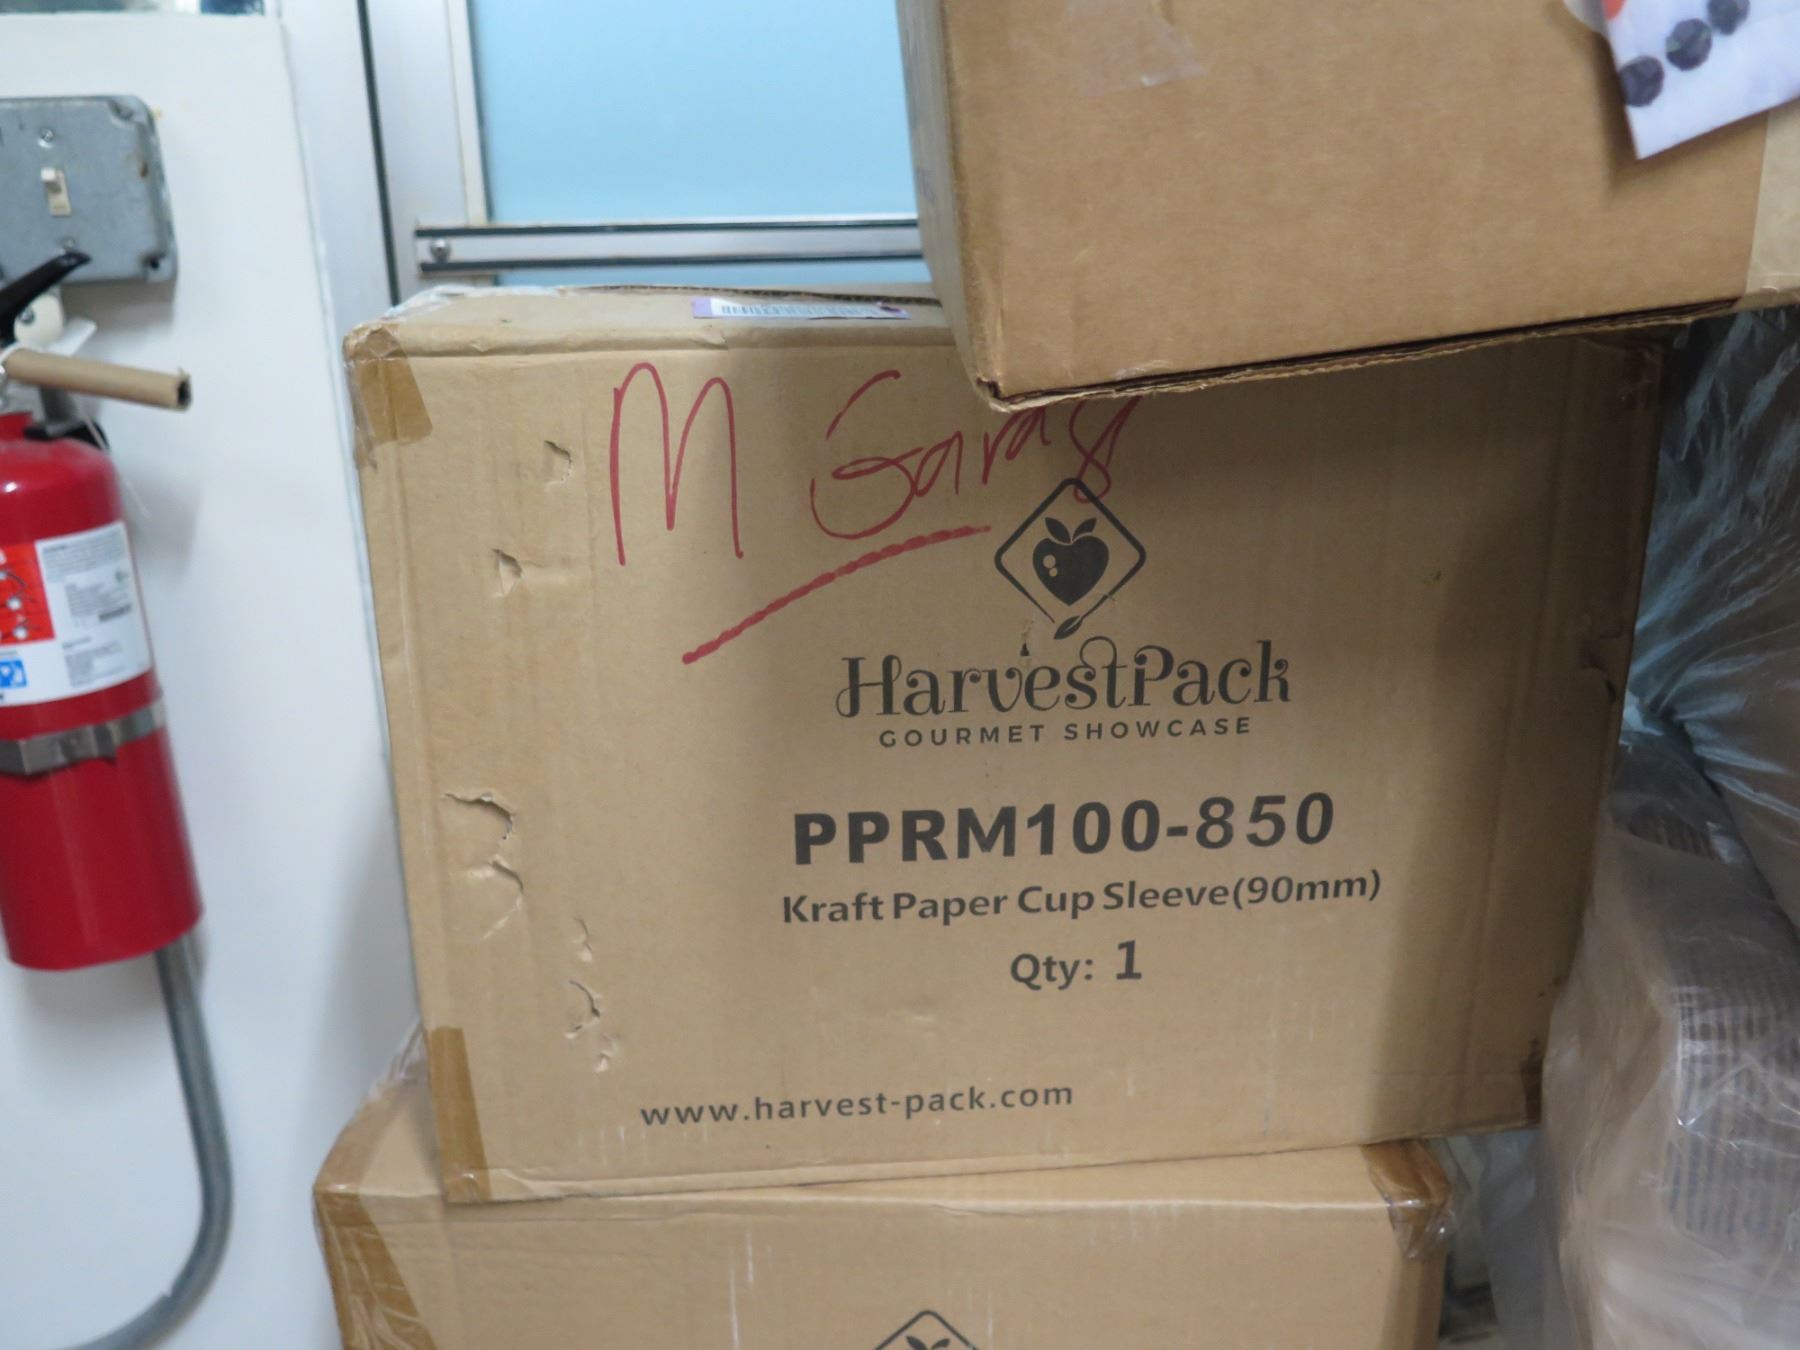 M Garag
HarvestPack
GOURMET SHOWCASE
PPRM100-850
Kraft Paper Cup Sleeve(90mm)
Qty: 1
www.harvest-pack.com